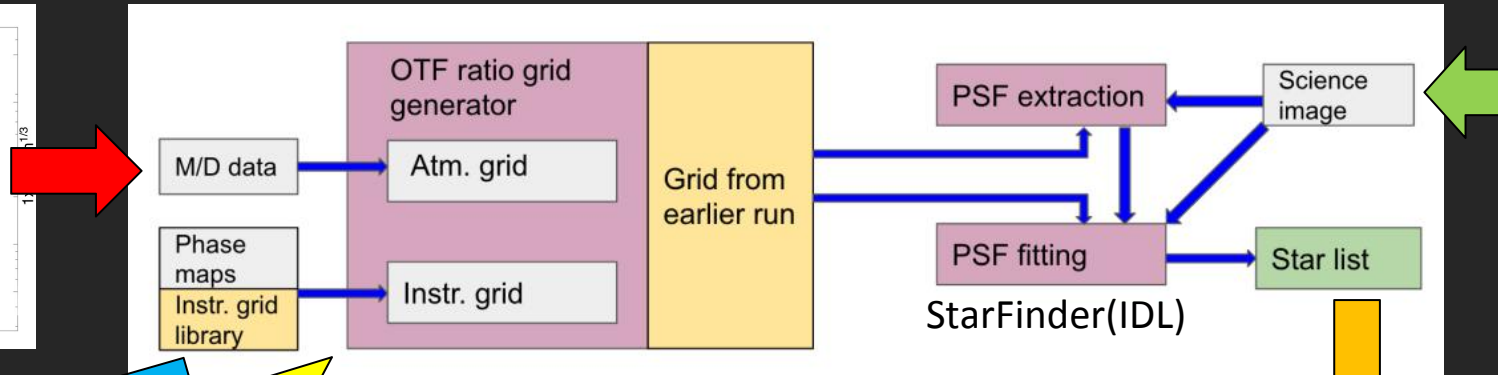 OTF ratio grid
generator
M/D data
Atm. grid
Phase
maps
Instr. grid
library
Instr. grid
Grid from
earlier run
PSF extraction
Science
image
PSF fitting
Star list
StarFinder(IDL)